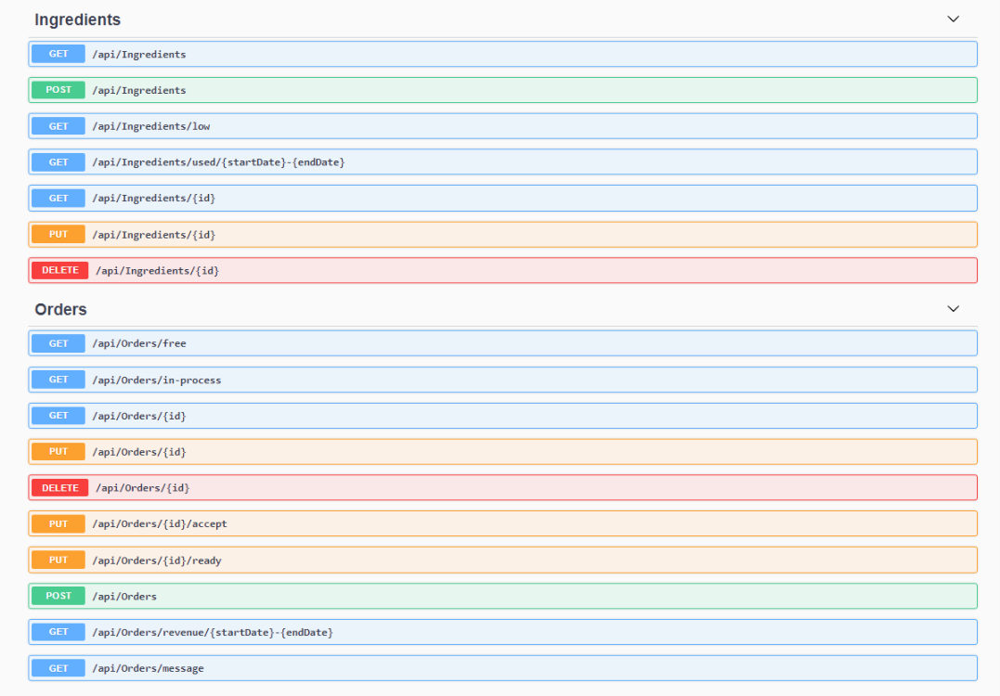 Ingredients
GET /api/Ingredients
POST /api/Ingredients
GET /api/Ingredients/low
GET /api/Ingredients/used/{startDate}-{endDate}
GET /api/Ingredients/{id}
PUT /api/Ingredients/{id}
DELETE /api/Ingredients/{id}
Orders
GET /api/Orders/free
GET /api/Orders/in-process
GET /api/Orders/{id}
PUT /api/Orders/{id}
DELETE /api/Orders/{id}
PUT /api/Orders/{id}/accept
PUT /api/Orders/{id}/ready
POST /api/Orders
GET /api/Orders/revenue/{startDate}-{endDate}
GET /api/Orders/message